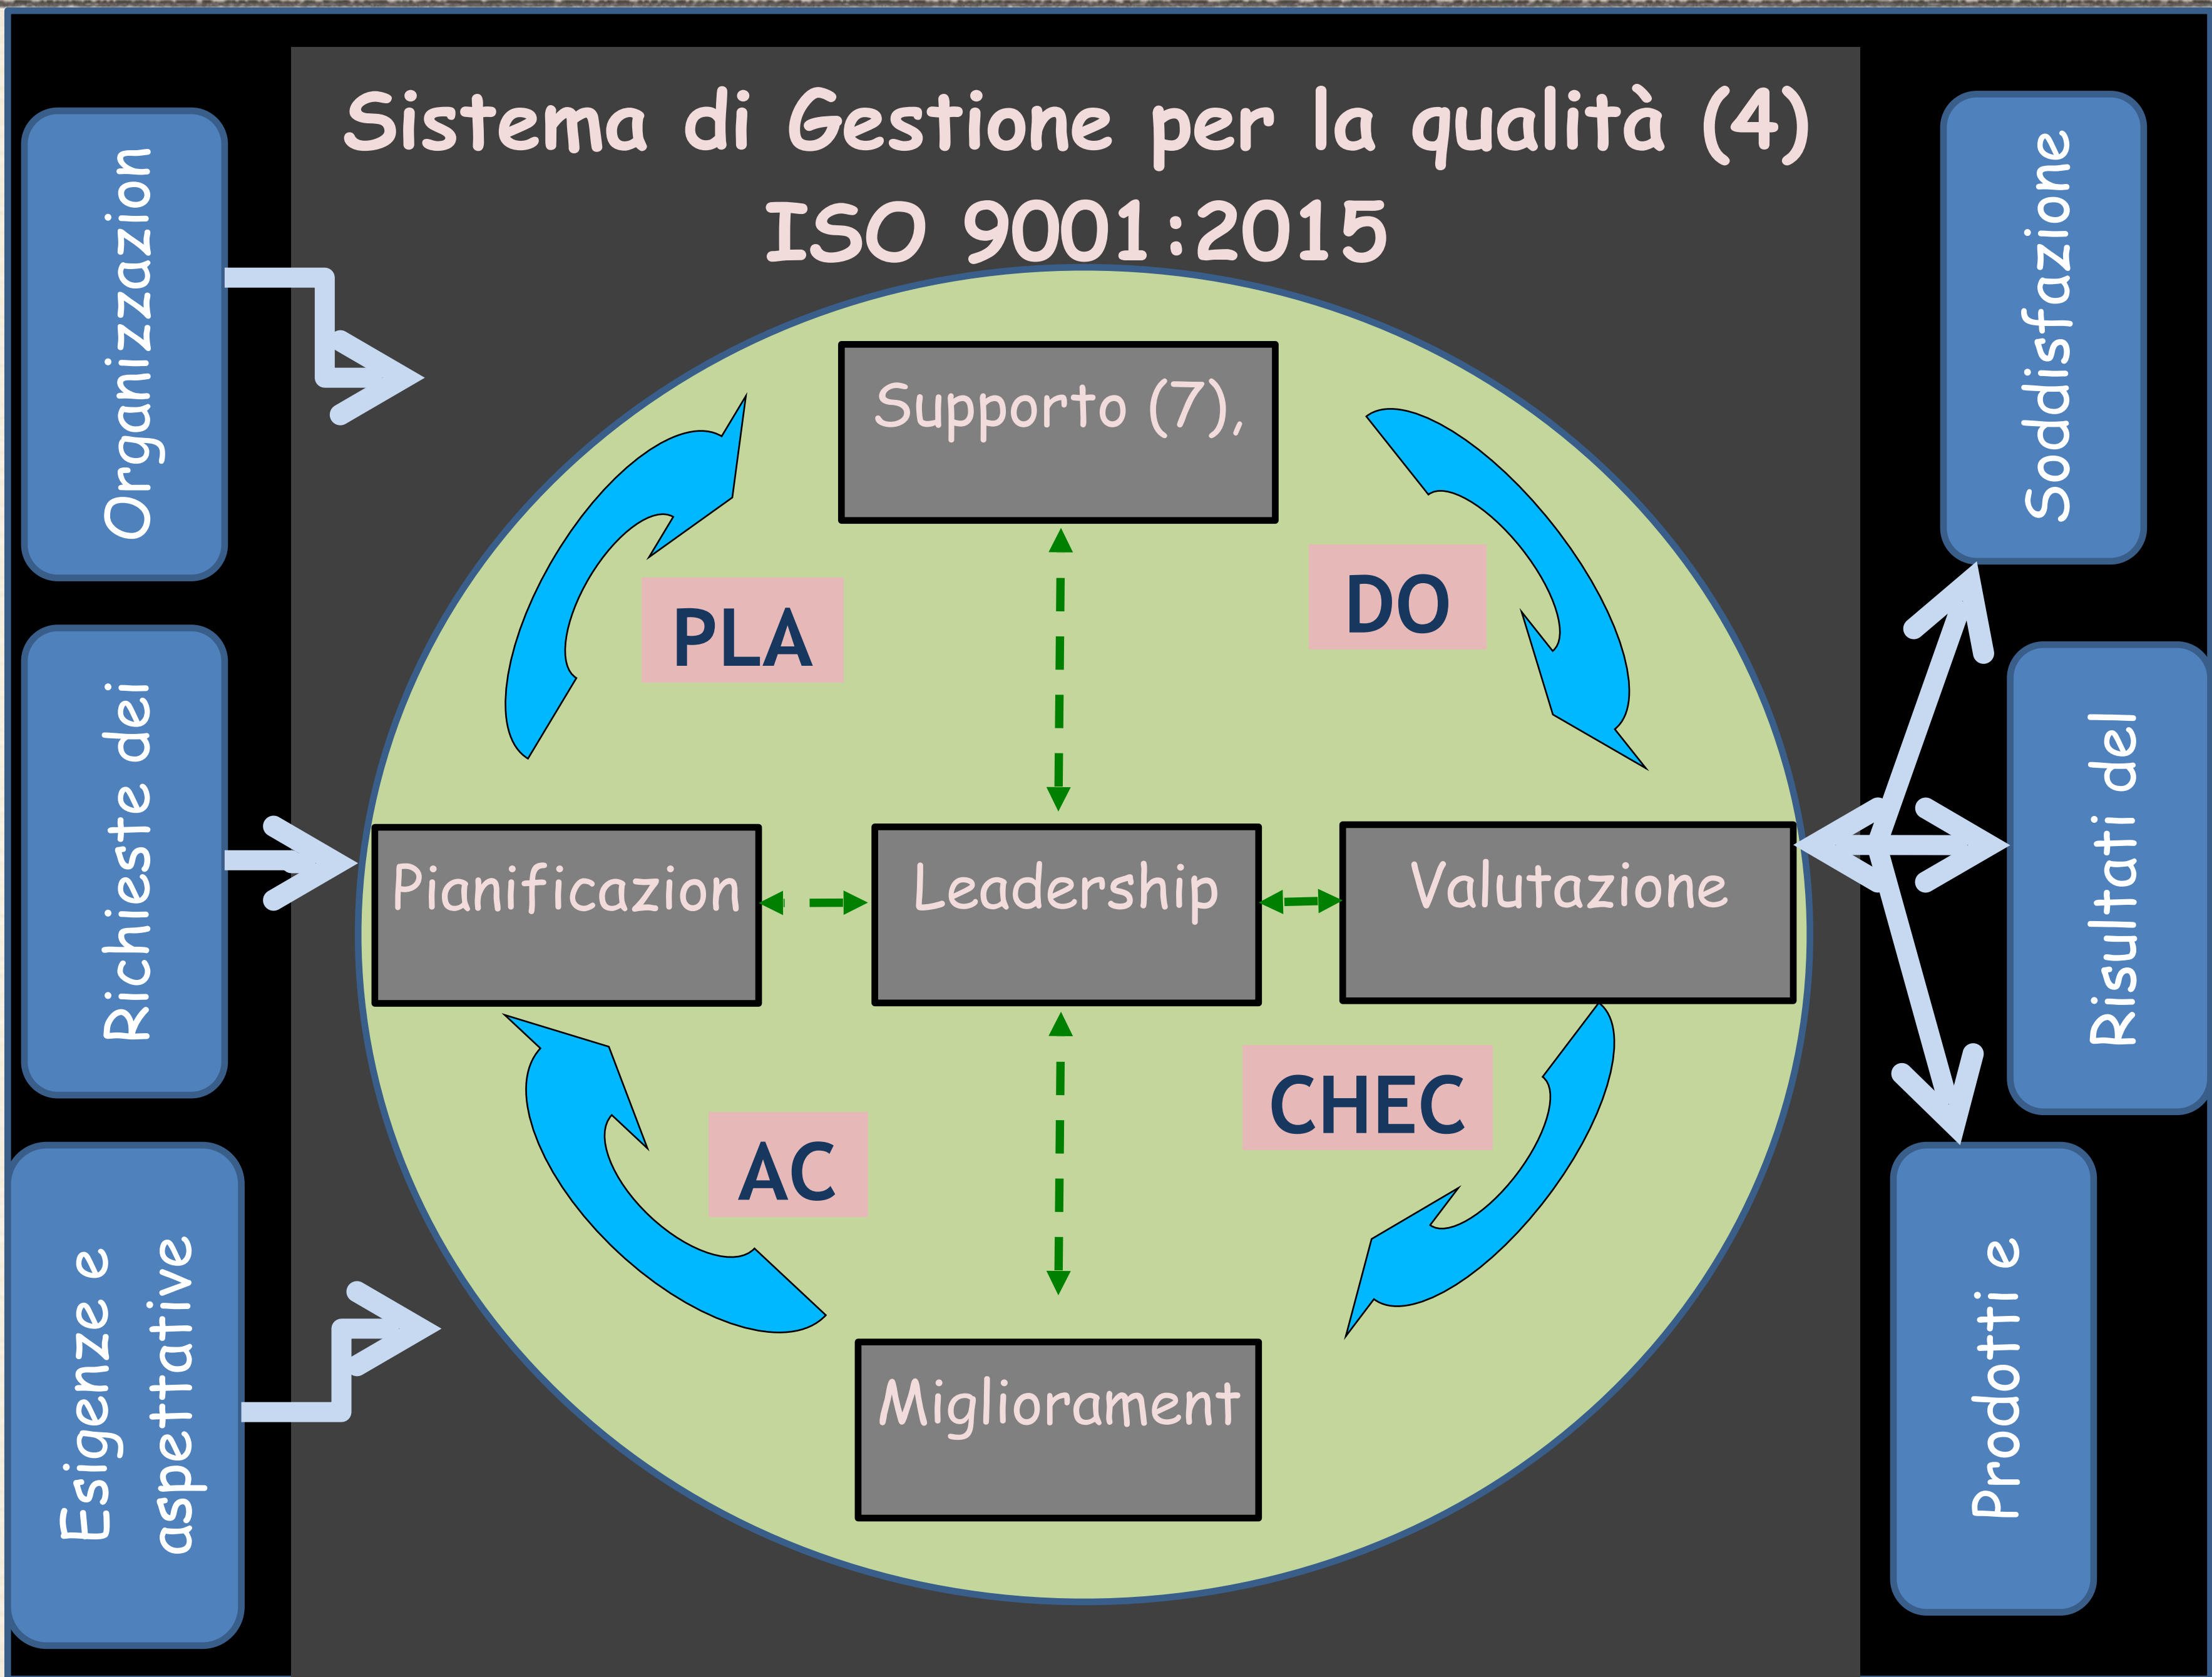 Sistema di Gestione per la qualità (4)
ISO 9001:2015
Organizzazion
Richieste dei
Esigenze e
aspettative
Supporto (7),
PLA
DO
Pianificazion
Leadership
Valutazione
CHEC
AC
Migliorament
Soddisfazione
Risultati del
Prodotti e